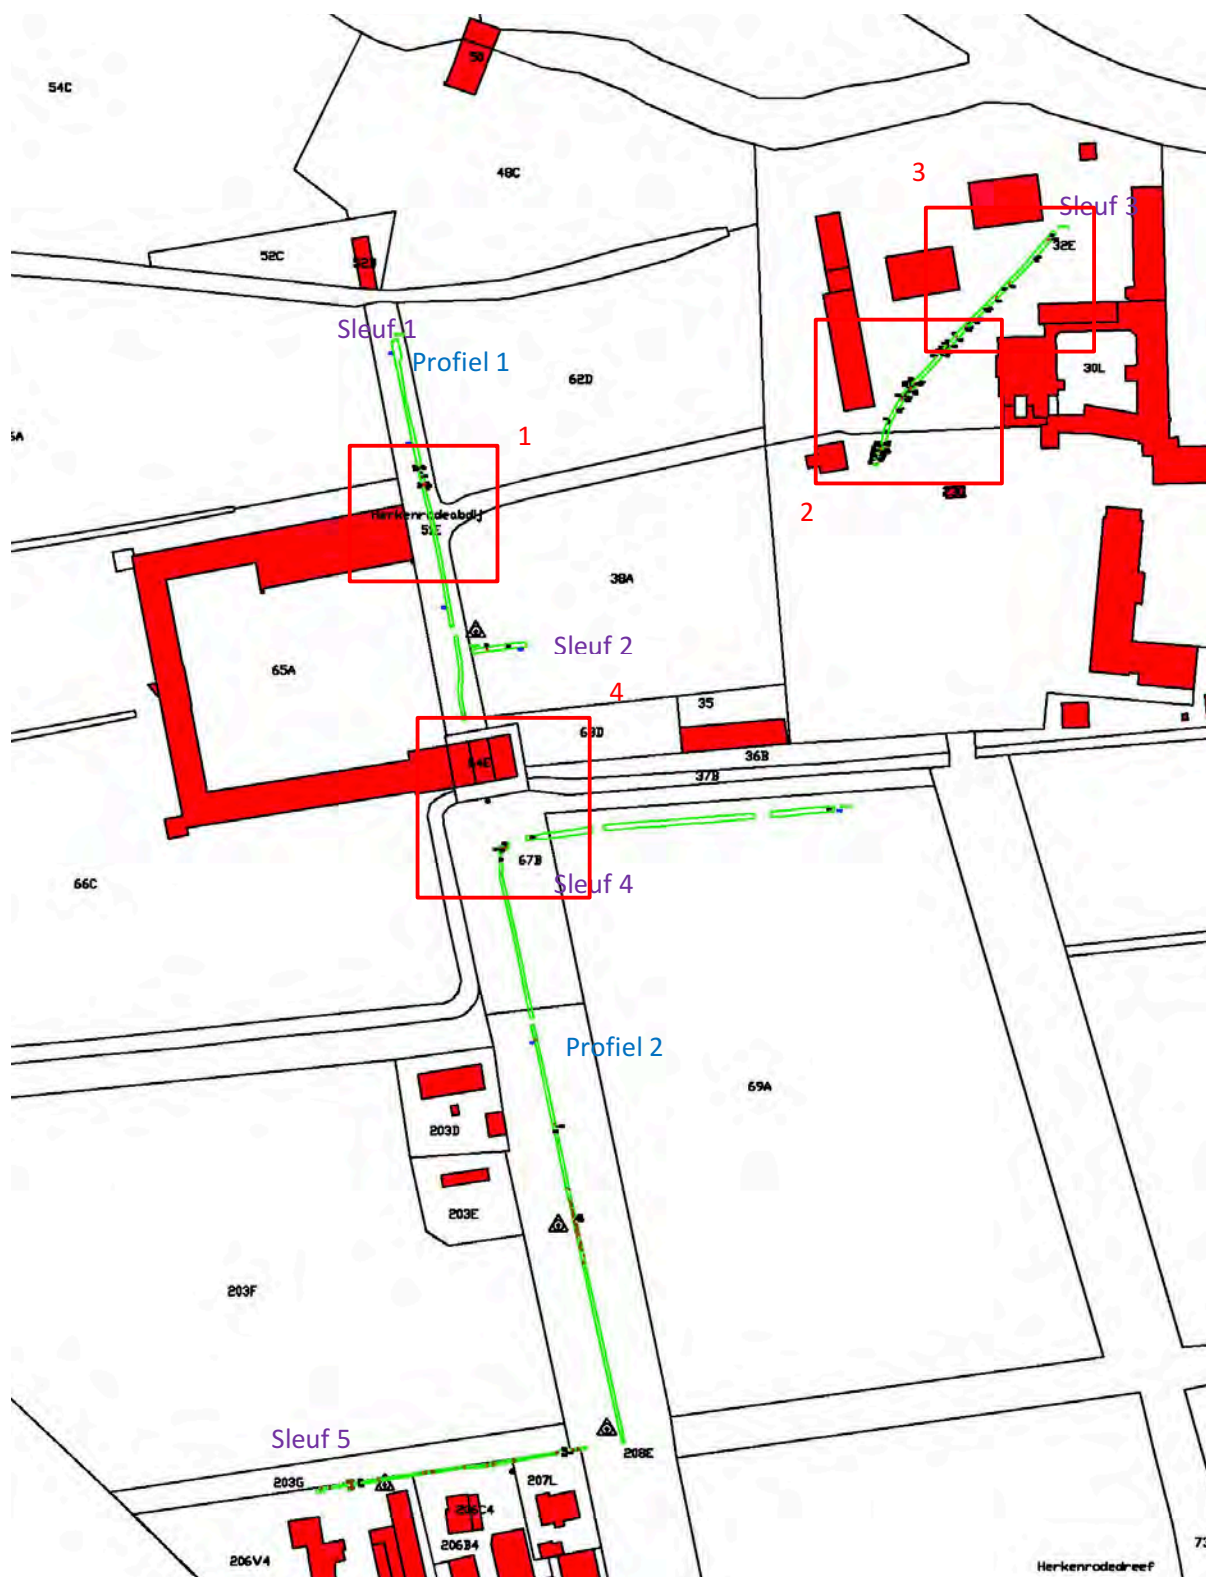 50
54C
48C
3
Sleuf 3
32E
52C
Sleuf 1
Profiel 1
30L
62D
1
2
Herkenrodeabdij
38A
Sleuf 2
65A
4
35
63D
36B
37B
64E
67B
66C
Sleuf 4
Profiel 2
69A
203D
203E
203F
Sleuf 5
208E
203G
207L
206C4
206B4
206V4
73
Herkenrodedreef